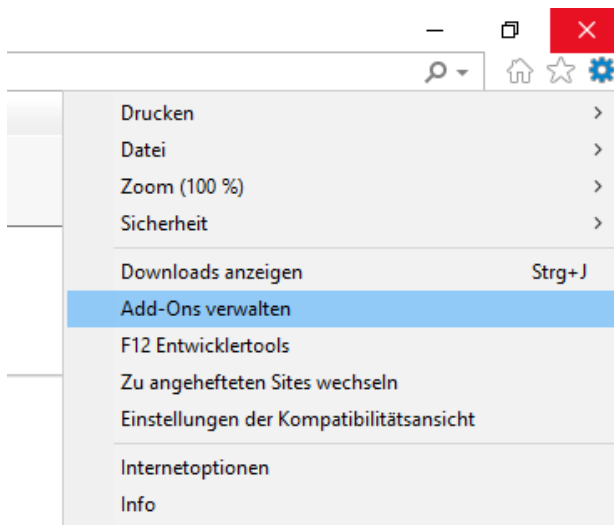 Drucken
Datei
Zoom (100 %)
Sicherheit
Downloads anzeigen Strg+J
Add-Ons verwalten
F12 Entwicklertools
Zu angehefteten Sites wechseln
Einstellungen der Kompatibilitätsansicht
Internetoptionen
Info